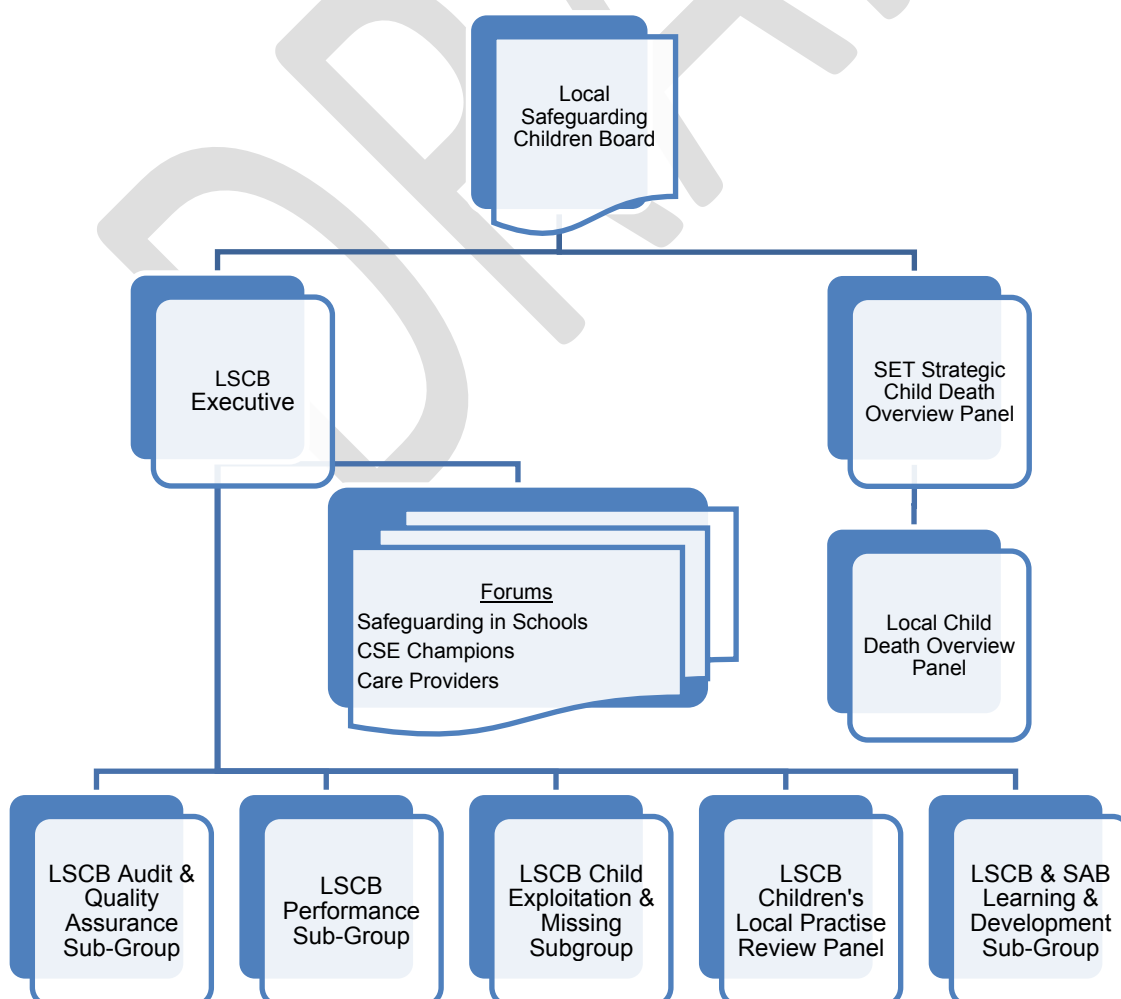 Local
Safeguarding
Children Board
LSCB
Executive
SET Strategic
Child Death
Overview Panel
Forums
Safeguarding in Schools
CSE Champions
Care Providers
Local Child
Death Overview
Panel
LSCB Audit &
Quality
Assurance
Sub-Group
LSCB
Performance
Sub-Group
LSCB Child
Exploitation &
Missing
Subgroup
LSCB
Children's
Local Practise
Review Panel
LSCB & SAB
Learning &
Development
Sub-Group